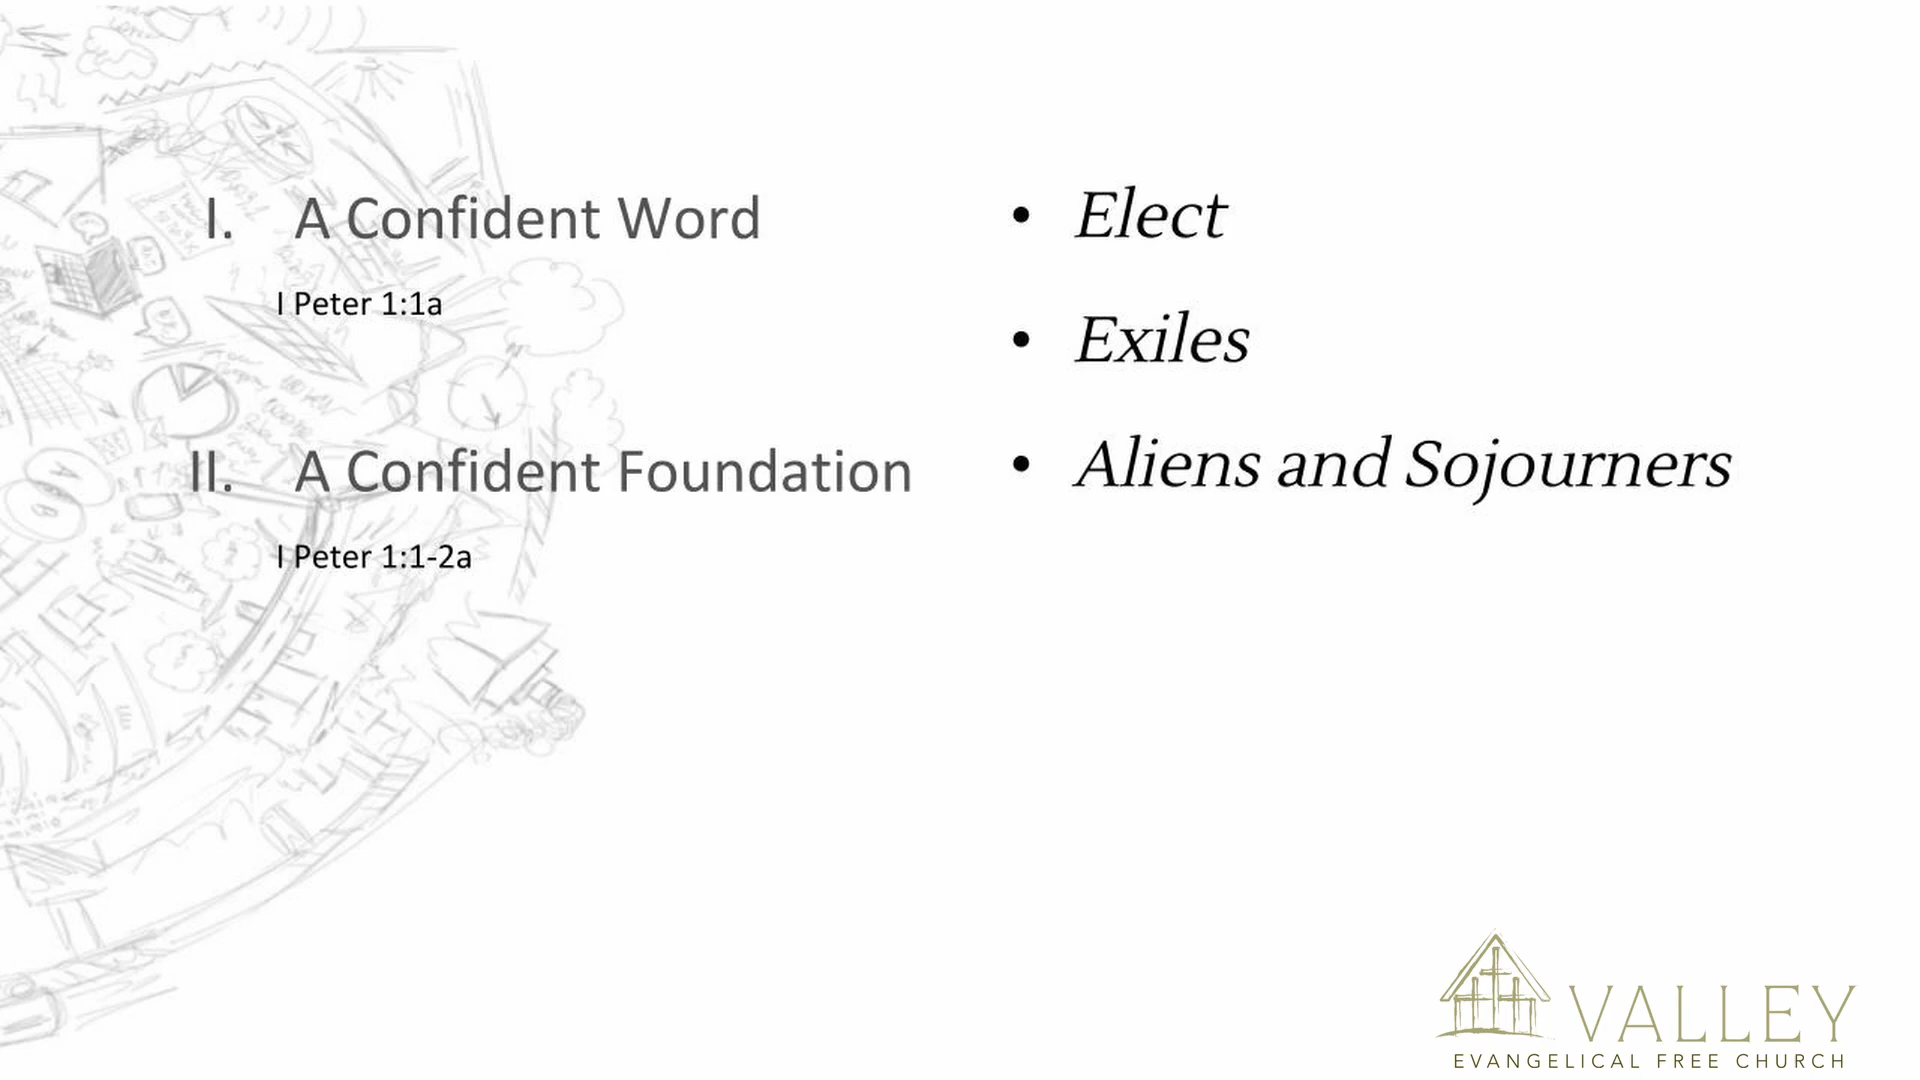 I. A Confident Word
I Peter 1:1a
II. A Confident Foundation
I Peter 1:1-2a
• Elect
• Exiles
• Aliens and Sojourners
VALLEY
EVANGELICAL FREE CHURCH